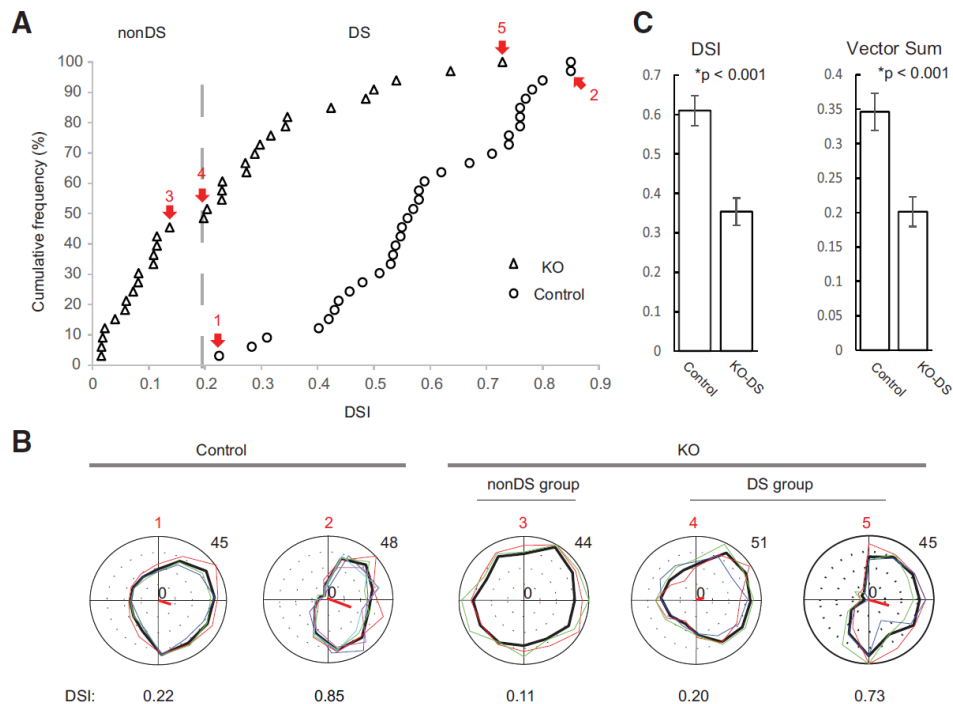 A
nonDS
DS
Cumulative frequency (%)
100
90
80
70
60
50
40
30
20
10
0
0
0.1
0.2
0.3
0.4
0.5
0.6
0.7
0.8
0.9
DSI
1
2
3
4
5
KO
Control
C
DSI
*p < 0.001
0.7
0.6
0.5
0.4
0.3
0.2
0.1
0
Control
KO-DS
Vector Sum
*p < 0.001
0.4
0.35
0.3
0.25
0.2
0.15
0.1
0.05
0
Control
KO-DS
B
Control
KO
nonDS group
DS group
1
2
3
4
5
45
48
44
51
45
0
0
0
0
0
DSI:
0.22
0.85
0.11
0.20
0.73